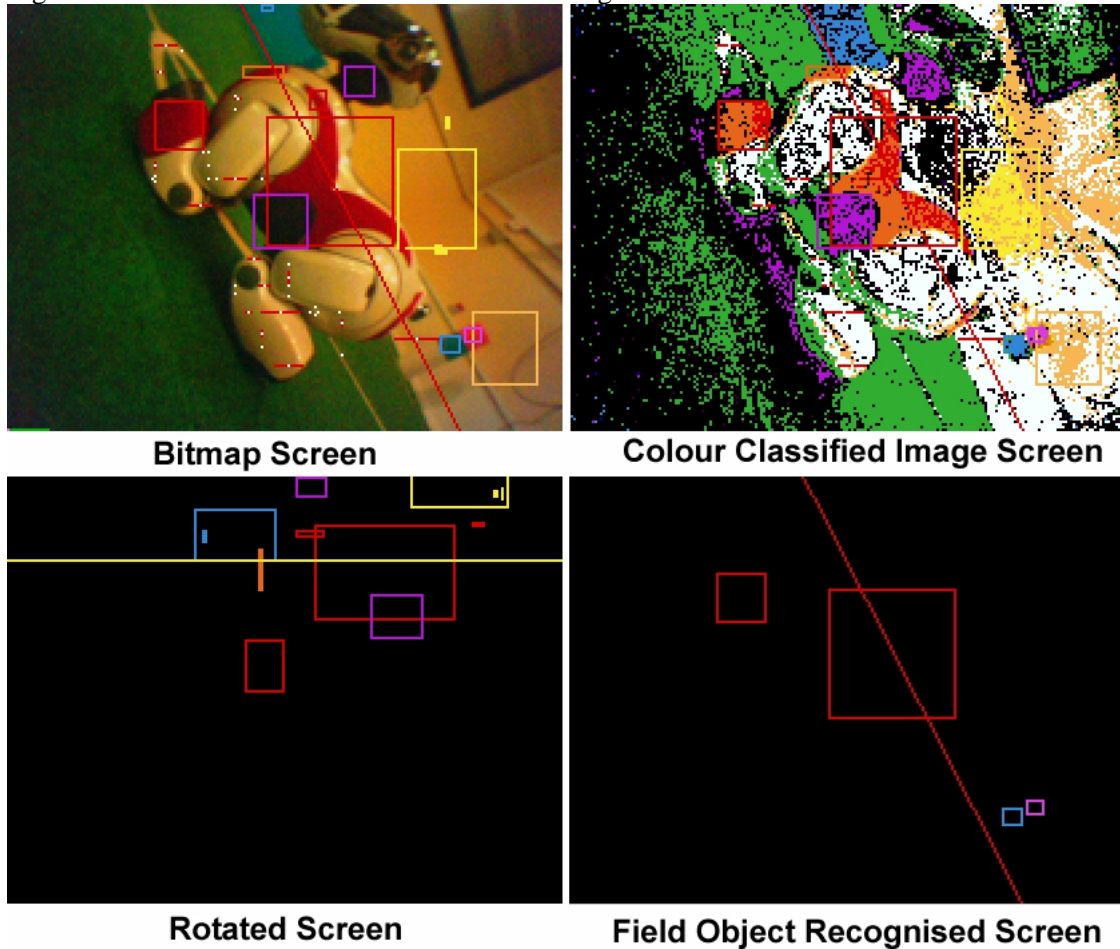 Bitmap Screen
Colour Classified Image Screen
Rotated Screen
Field Object Recognised Screen